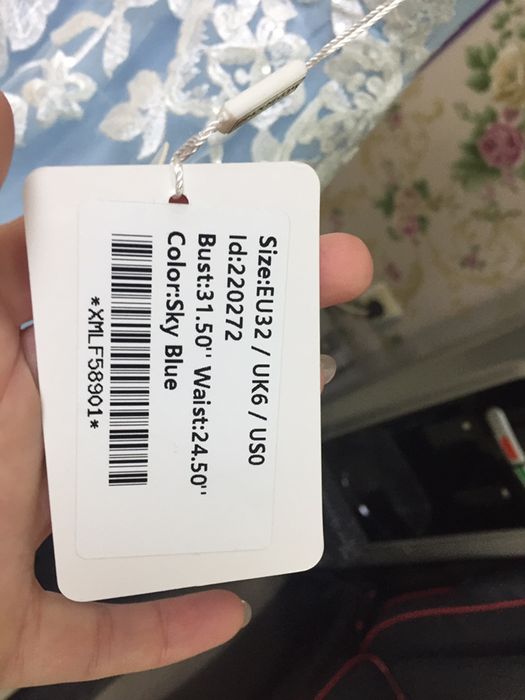 Size:EU32 / UK6 / US0
Id:220272
Bust:31.50'' Waist:24.50''
Color:Sky Blue
*XMLF58901*